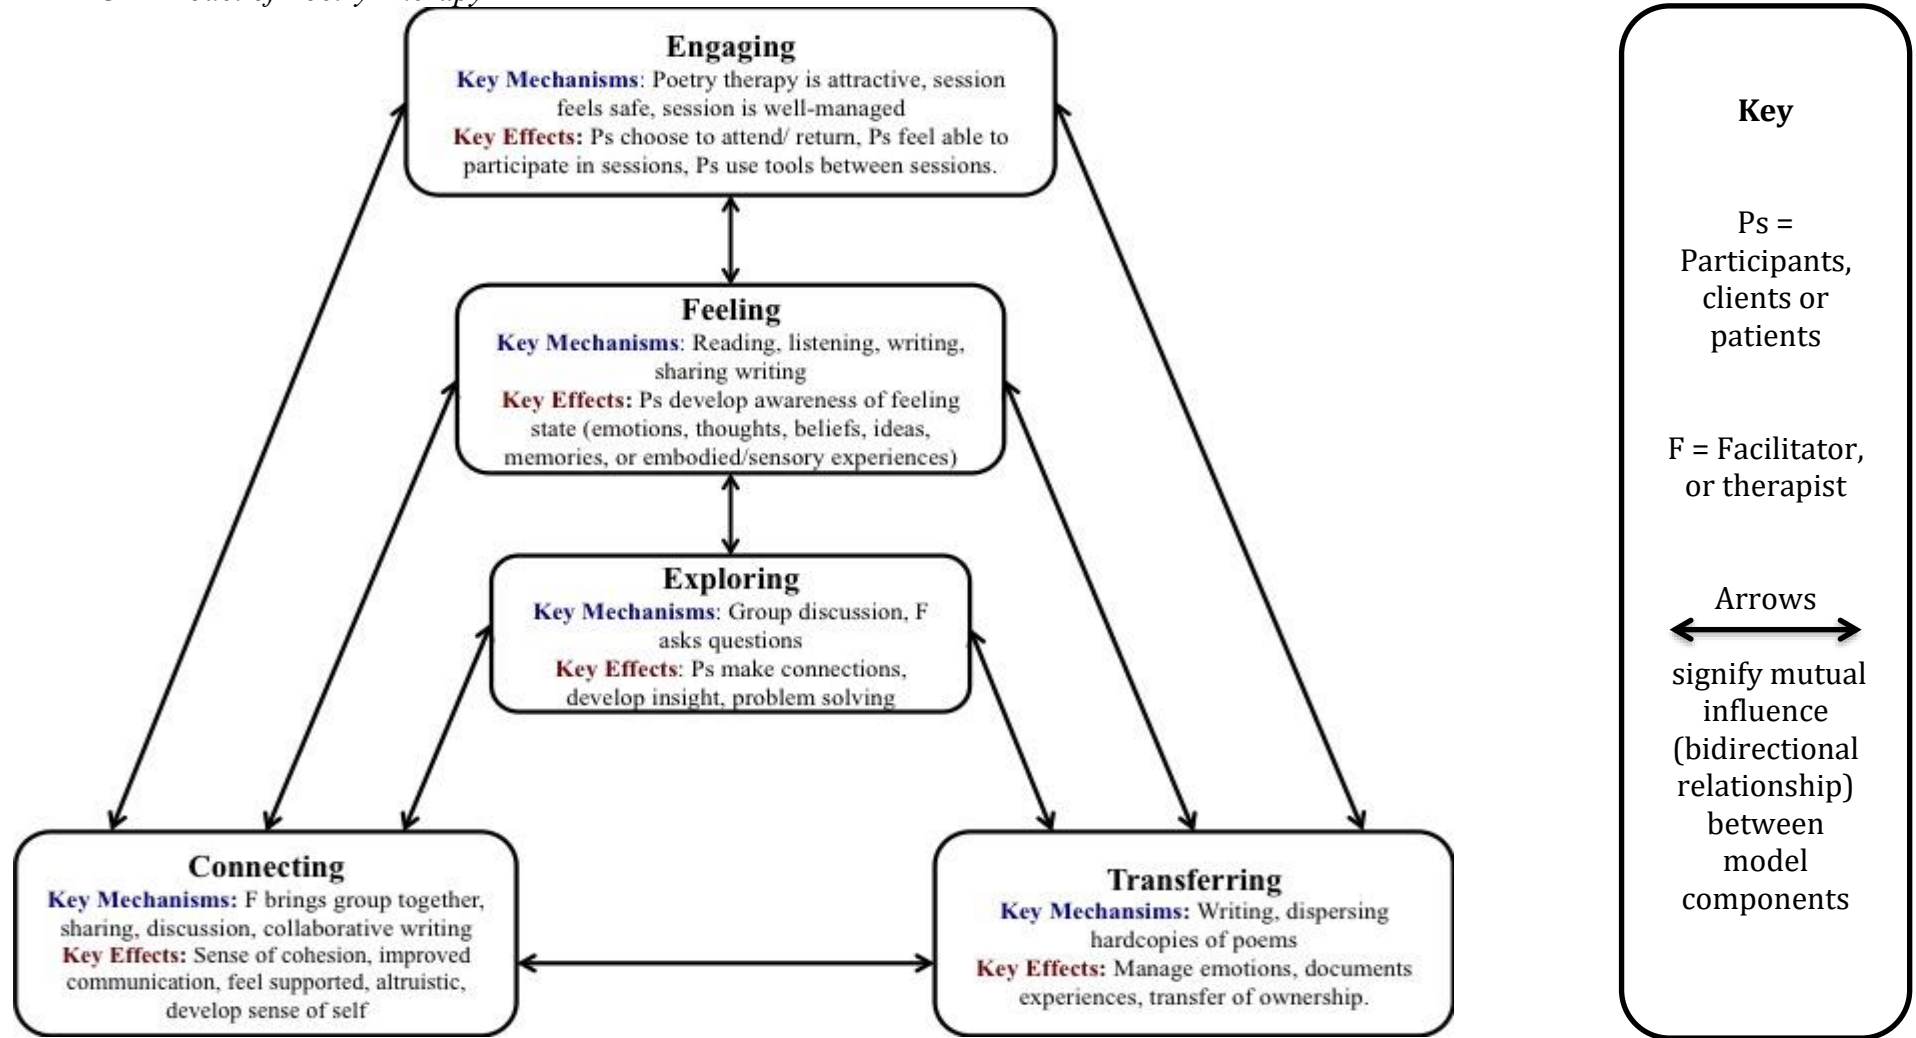 Model of Poetry Therapy
Engaging
Key Mechanisms: Poetry therapy is attractive, session
feels safe, session is well-managed
Key Effects: Ps choose to attend/ return, Ps feel able to
participate in sessions, Ps use tools between sessions.
Feeling
Key Mechanisms: Reading, listening, writing,
sharing writing
Key Effects: Ps develop awareness of feeling
state (emotions, thoughts, beliefs, ideas,
memories, or embodied/sensory experiences)
Exploring
Key Mechanisms: Group discussion, F
asks questions
Key Effects: Ps make connections,
develop insight, problem solving
Connecting
Key Mechanisms: F brings group together,
sharing, discussion, collaborative writing
Key Effects: Sense of cohesion, improved
communication, feel supported, altruistic,
develop sense of self
Transferring
Key Mechansims: Writing, dispersing
hardcopies of poems
Key Effects: Manage emotions, documents
experiences, transfer of ownership.
Key
Ps =
Participants,
clients or
patients
F = Facilitator,
or therapist
Arrows
signify mutual
influence
(bidirectional
relationship)
between
model
components